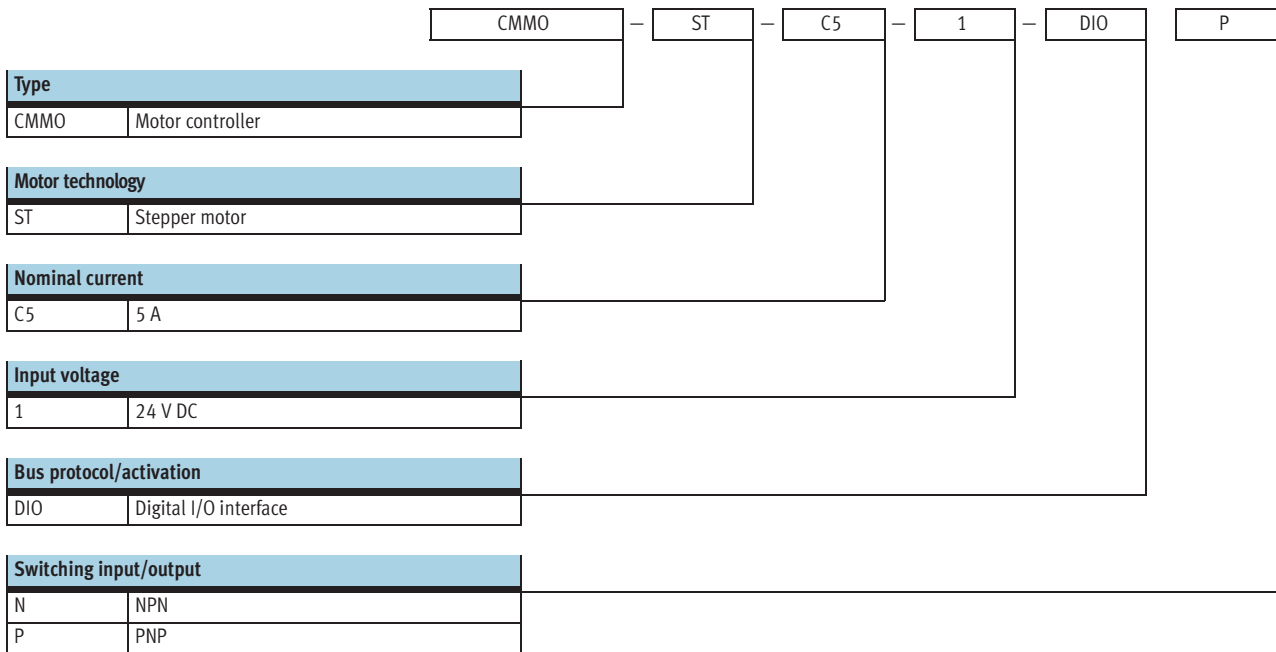 CMMO – ST – C5 – 1 – DIO P
Type
CMMO Motor controller
Motor technology
ST Stepper motor
Nominal current
C5 5 A
Input voltage
1 24 V DC
Bus protocol/activation
DIO Digital I/O interface
Switching input/output
N NPN
P PNP